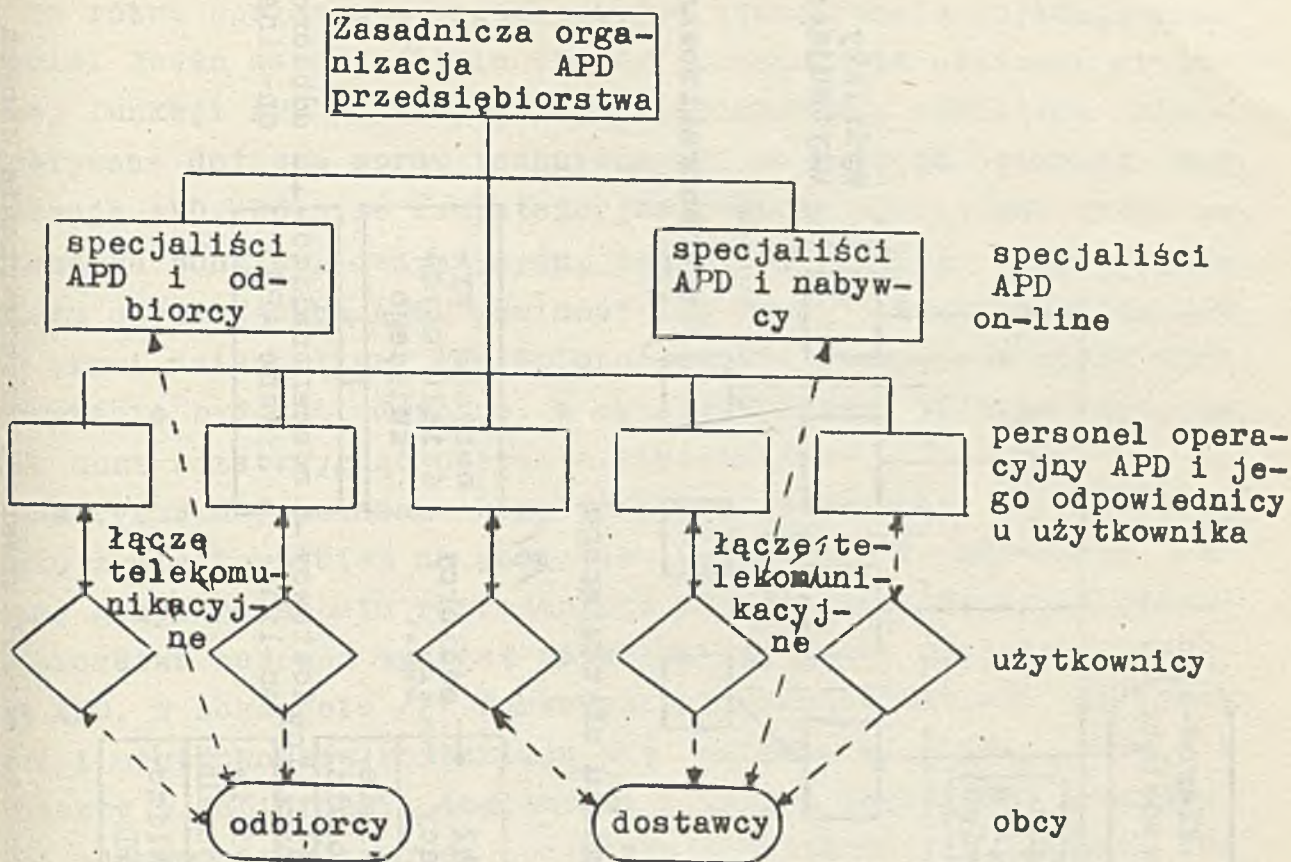 Zasadnicza orga-
nizacja APD
przedsiębiorstwa
specjaliści
APD i od-
biorcy
specjaliści
APD i nabyw-
cy
specjaliści
APD
on-line
personel opera-
cyjny APD i je-
go odpowiednicy
u użytkownika
łącze
telekomu-
nikacyj-
ne
łącze te-
lekomuni-
kacyj-
ne
użytkownicy
odbiorcy
dostawcy
obcy